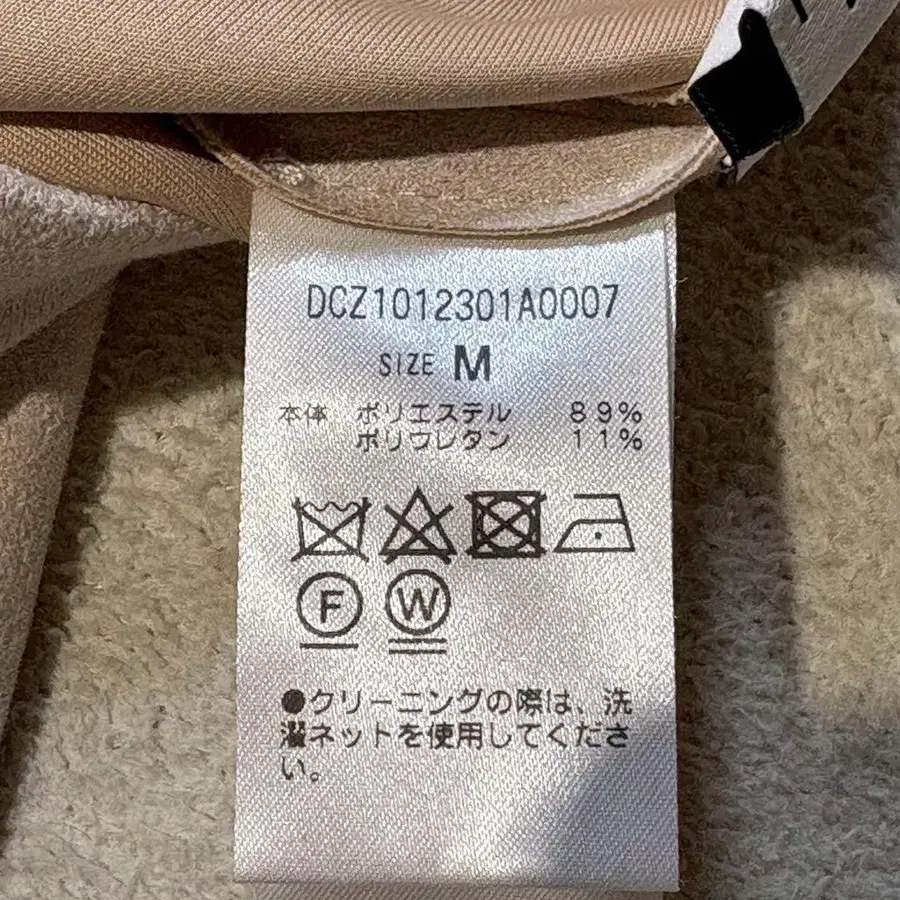 DCZ1012301A0007
SIZE M
本体 ポリエステル 89%
ポリウレタン 11%
F W
●クリーニングの際は、洗
濯ネットを使用してくださ
い。